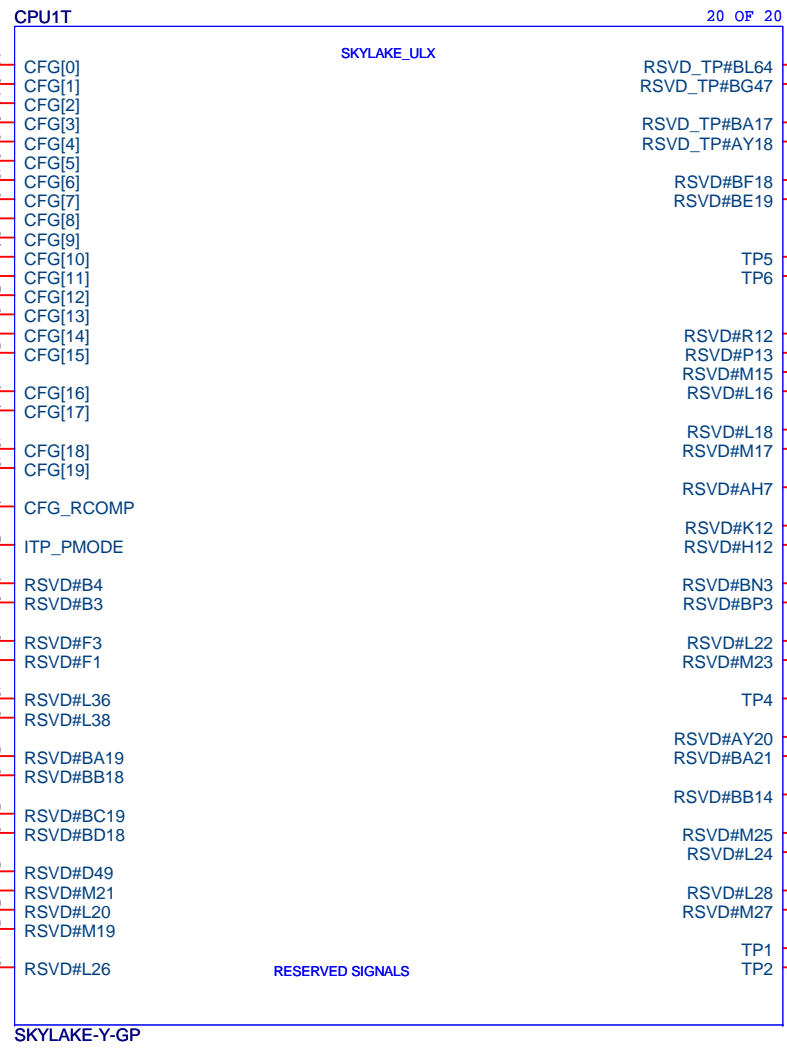 CPU1T
20 OF 20
SKYLAKE_ULX
CFG[0]
CFG[1]
CFG[2]
CFG[3]
CFG[4]
CFG[5]
CFG[6]
CFG[7]
CFG[8]
CFG[9]
CFG[10]
CFG[11]
CFG[12]
CFG[13]
CFG[14]
CFG[15]
CFG[16]
CFG[17]
CFG[18]
CFG[19]
CFG_RCOMP
ITP_PMODE
RSVD#B4
RSVD#B3
RSVD#F3
RSVD#F1
RSVD#L36
RSVD#L38
RSVD#BA19
RSVD#BB18
RSVD#BC19
RSVD#BD18
RSVD#D49
RSVD#M21
RSVD#L20
RSVD#M19
RSVD#L26
RSVD_TP#BL64
RSVD_TP#BG47
RSVD_TP#BA17
RSVD_TP#AY18
RSVD#BF18
RSVD#BE19
TP5
TP6
RSVD#R12
RSVD#P13
RSVD#M15
RSVD#L16
RSVD#L18
RSVD#M17
RSVD#AH7
RSVD#K12
RSVD#H12
RSVD#BN3
RSVD#BP3
RSVD#L22
RSVD#M23
TP4
RSVD#AY20
RSVD#BA21
RSVD#BB14
RSVD#M25
RSVD#L24
RSVD#L28
RSVD#M27
TP1
TP2
RESERVED SIGNALS
SKYLAKE-Y-GP